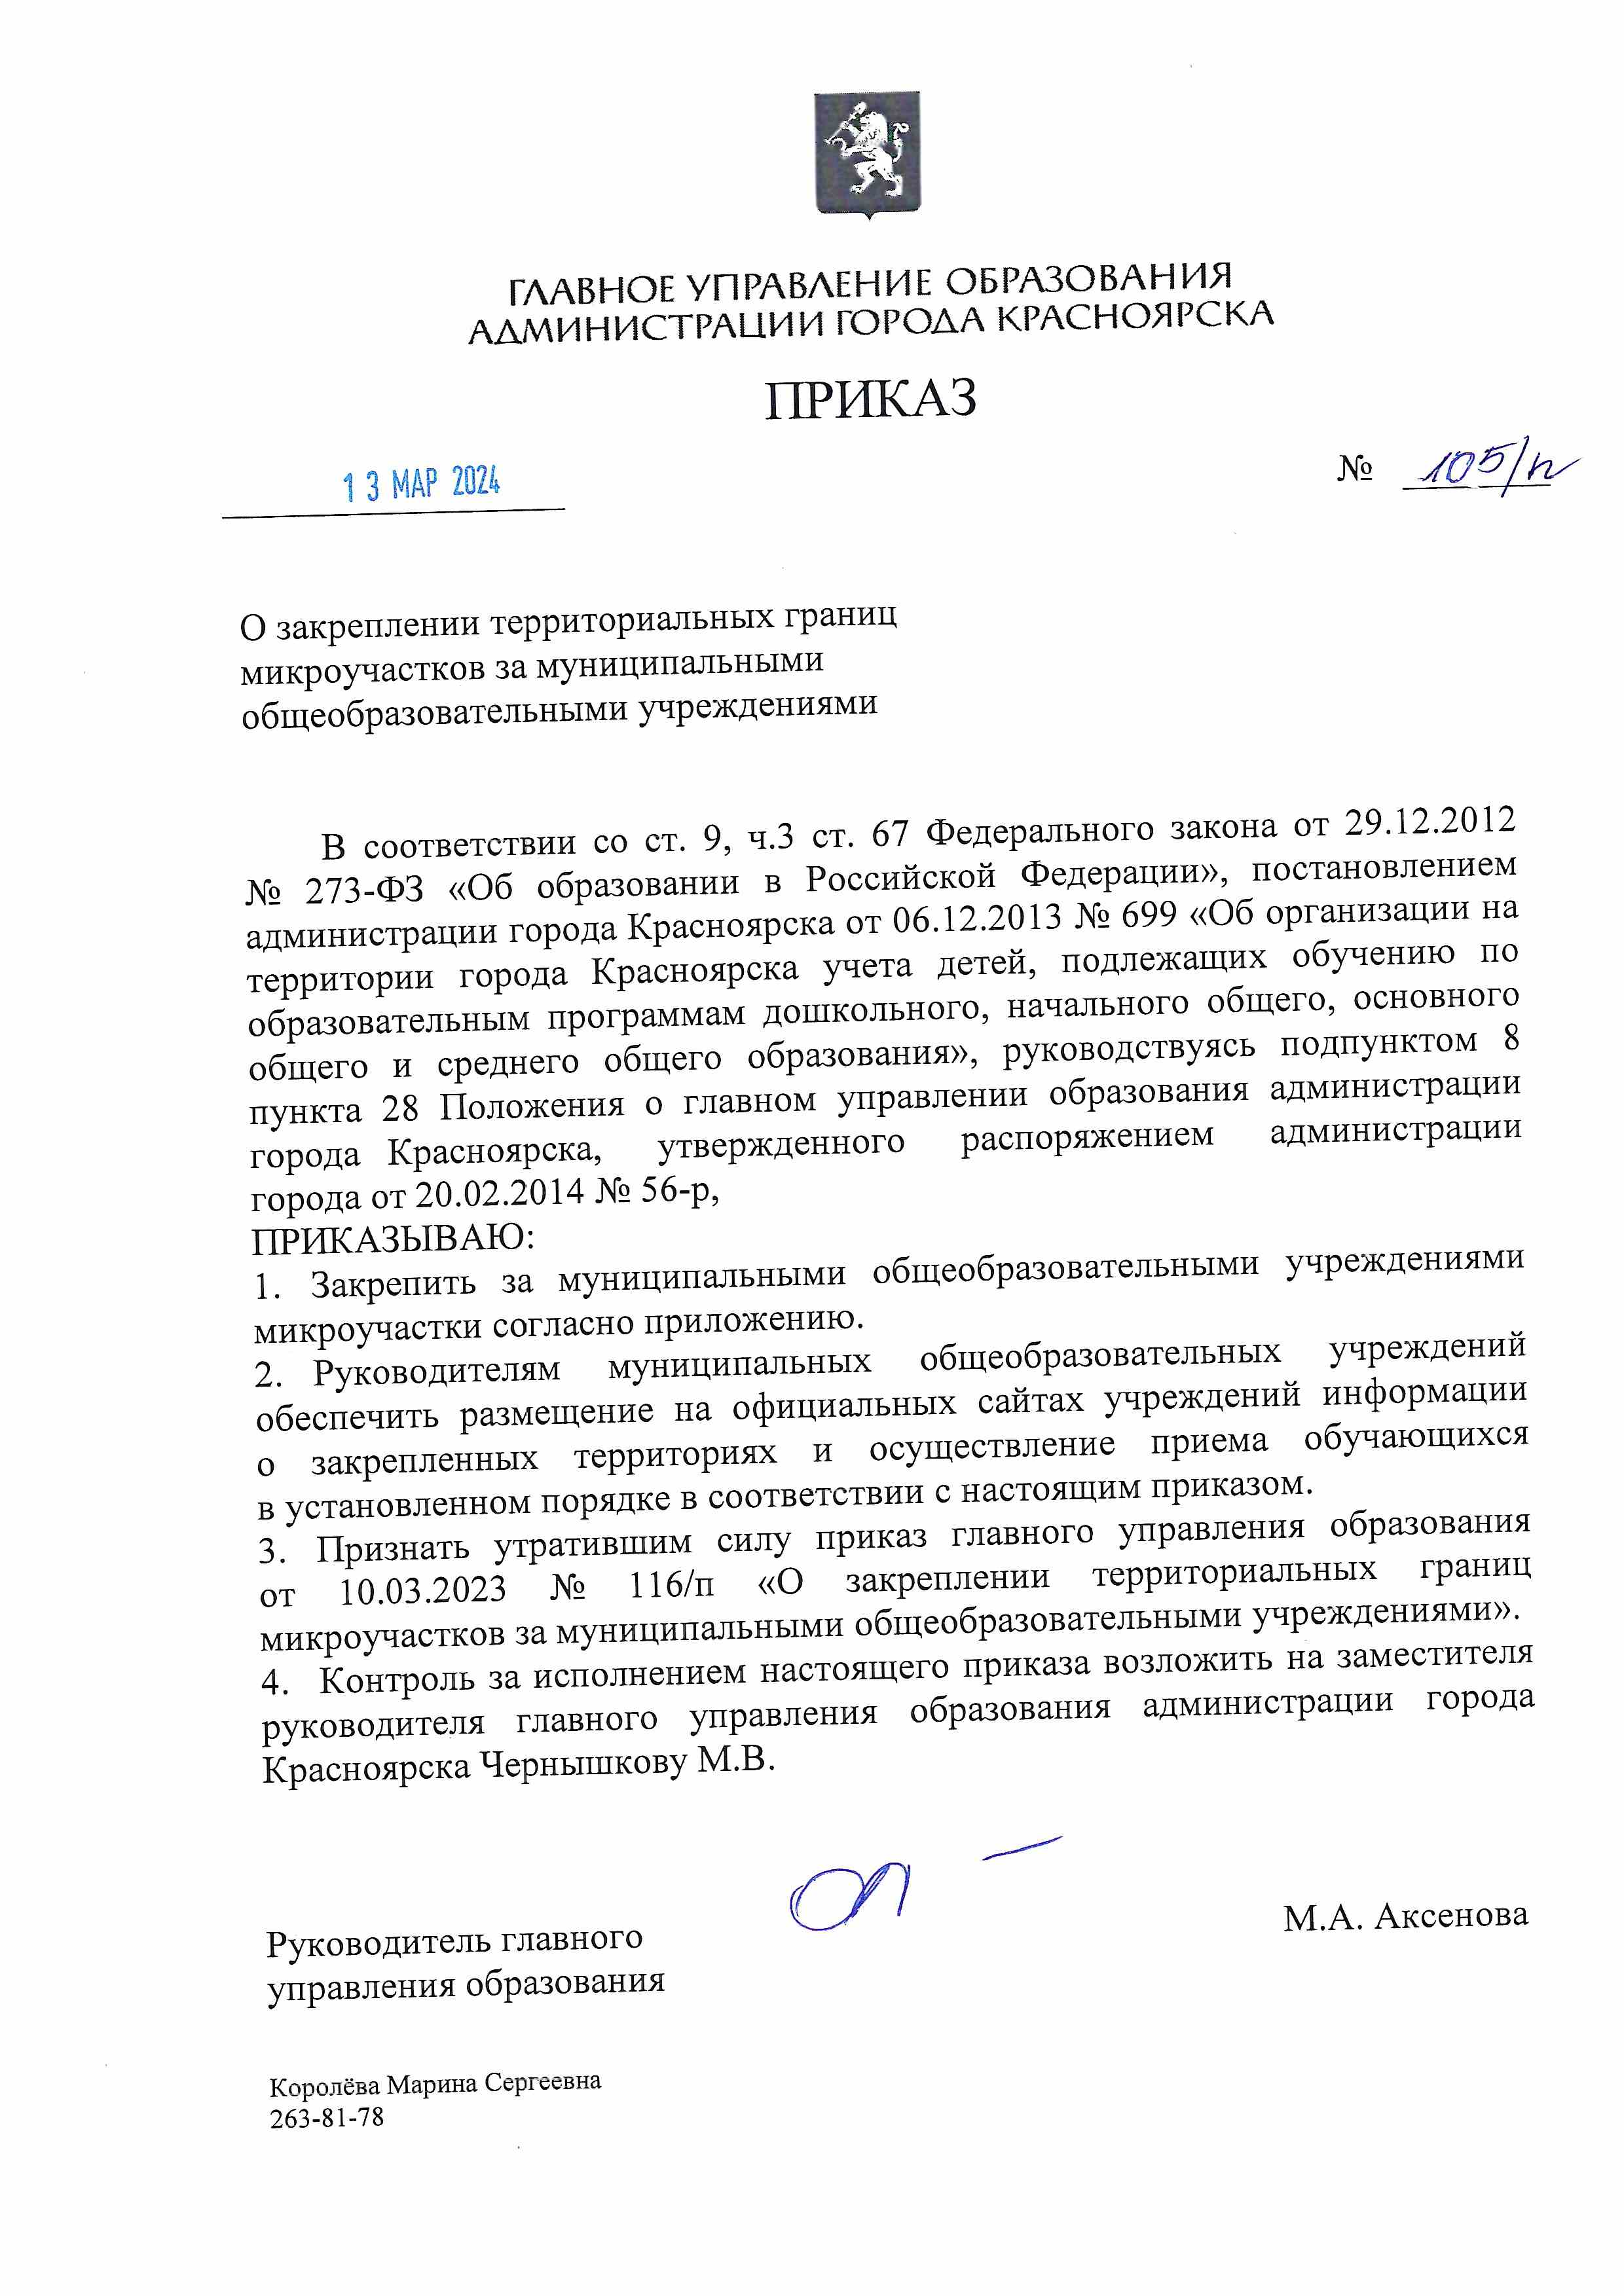 ГЛАВНОЕ УПРАВЛЕНИЕ ОБРАЗОВАНИЯ
АДМИНИСТРАЦИИ ГОРОДА КРАСНОЯРСКА
ПРИКАЗ
13 МАР 2024
№ 105/п
О закреплении территориальных границ
микроучастков за муниципальными
общеобразовательными учреждениями
В соответствии со ст. 9, ч.3 ст. 67 Федерального закона от 29.12.2012
№ 273-ФЗ «Об образовании в Российской Федерации», постановлением
администрации города Красноярска от 06.12.2013 № 699 «Об организации на
территории города Красноярска учета детей, подлежащих обучению по
образовательным программам дошкольного, начального общего, основного
общего и среднего общего образования», руководствуясь подпунктом 8
пункта 28 Положения о главном управлении образования администрации
города Красноярска, утвержденного распоряжением администрации
города от 20.02.2014 № 56-р,
ПРИКАЗЫВАЮ:
1. Закрепить за муниципальными общеобразовательными учреждениями
микроучастки согласно приложению.
2. Руководителям муниципальных общеобразовательных учреждений
обеспечить размещение на официальных сайтах учреждений информации
о закрепленных территориях и осуществление приема обучающихся
в установленном порядке в соответствии с настоящим приказом.
3. Признать утратившим силу приказ главного управления образования
от 10.03.2023 № 116/п «О закреплении территориальных границ
микроучастков за муниципальными общеобразовательными учреждениями».
4. Контроль за исполнением настоящего приказа возложить на заместителя
руководителя главного управления образования администрации города
Красноярска Чернышкову М.В.
Руководитель главного
управления образования
М.А. Аксенова
Королёва Марина Сергеевна
263-81-78